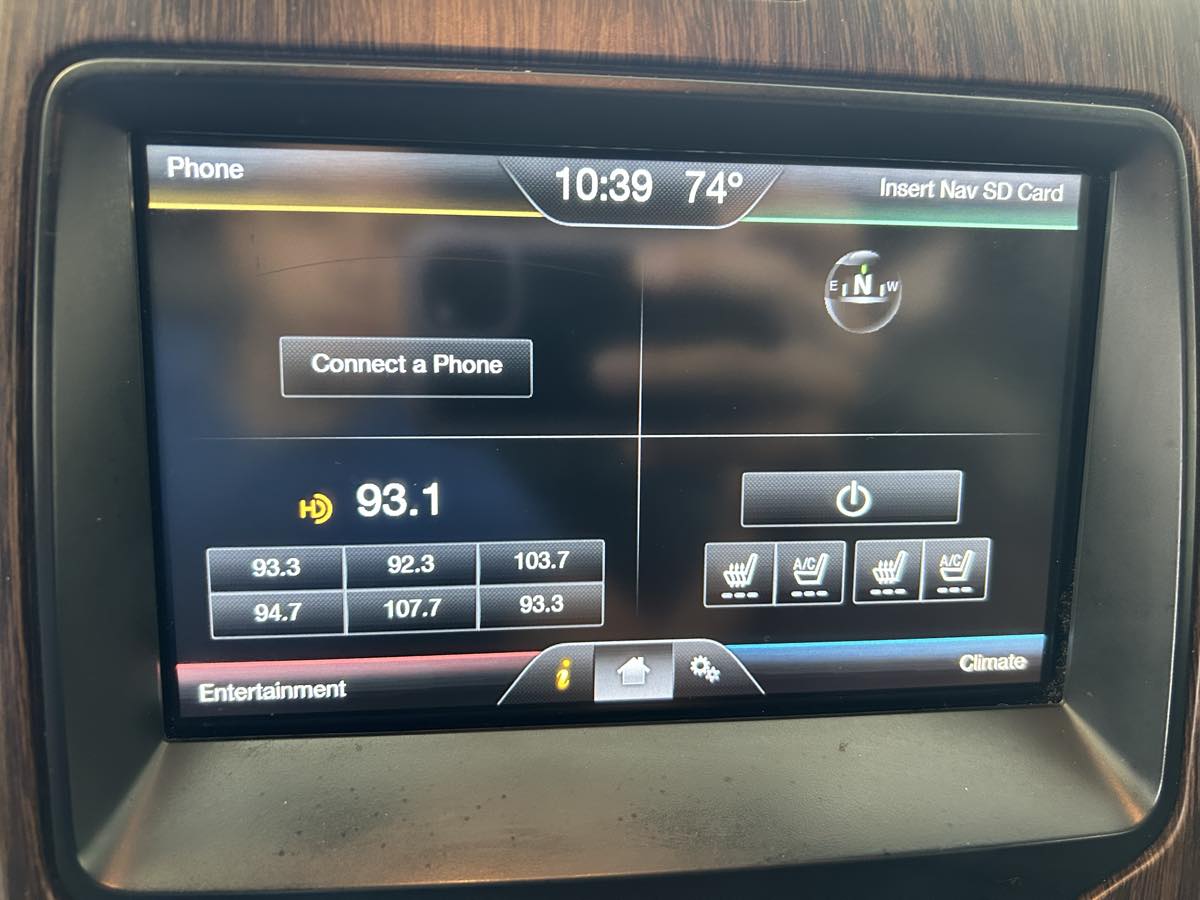 Phone
10:39 74°
Insert Nav SD Card
E N W
Connect a Phone
HD 93.1
93.3 92.3 103.7
94.7 107.7 93.3
A/C A/C
i
Entertainment
Climate